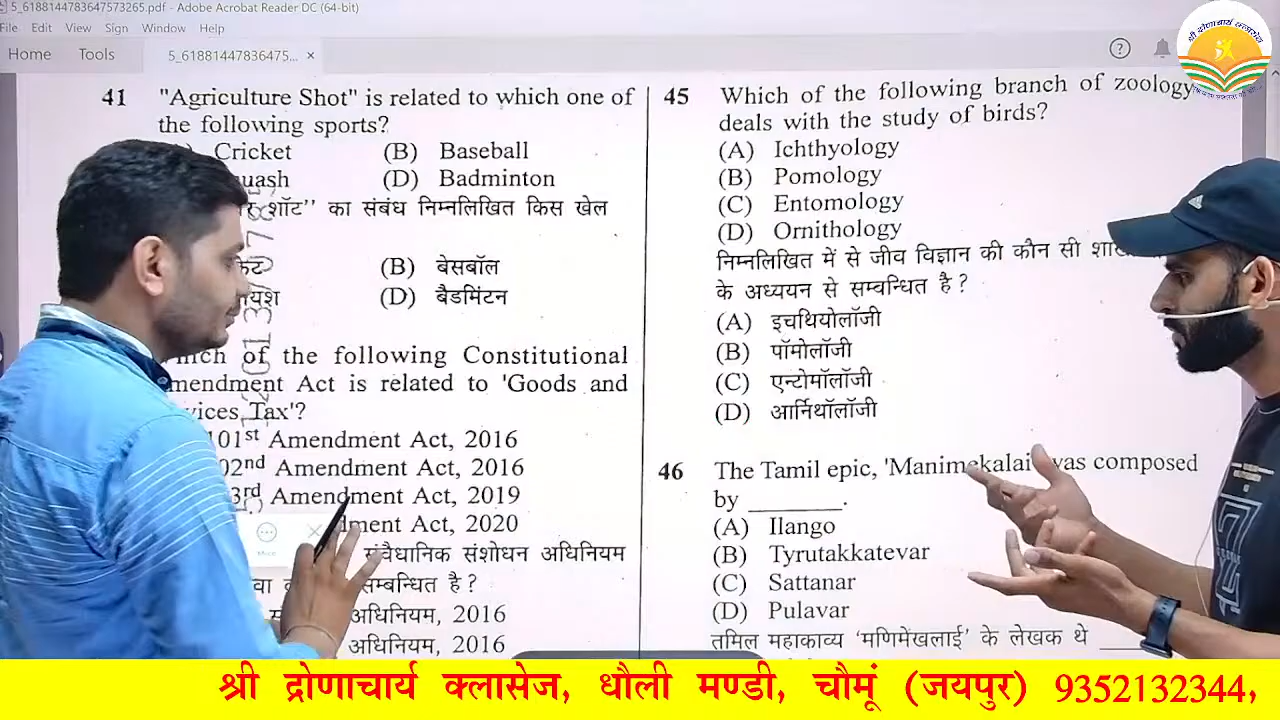 5_6188144783647573265.pdf - Adobe Acrobat Reader DC (64-bit)
File Edit View Sign Window Help
Home Tools 5_61881447836475... ×
श्री द्रोणाचार्य क्लासेज
41 "Agriculture Shot" is related to which one of
the following sports?
Cricket (B) Baseball
uash (D) Badminton
र शॉट'' का संबंध निम्नलिखित किस खेल
(B) बेसबॉल
(D) बैडमिंटन
of the following Constitutional
mendment Act is related to 'Goods and
vices Tax'?
101st Amendment Act, 2016
02nd Amendment Act, 2016
3rd Amendment Act, 2019
dment Act, 2020
संवैधानिक संशोधन अधिनियम
सम्बन्धित है ?
अधिनियम, 2016
अधिनियम, 2016
45 Which of the following branch of zoology
deals with the study of birds?
(A) Ichthyology
(B) Pomology
(C) Entomology
(D) Ornithology
निम्नलिखित में से जीव विज्ञान की कौन सी
के अध्ययन से सम्बन्धित है ?
(A) इचथियोलॉजी
(B) पॉमोलॉजी
(C) एन्टोमॉलॉजी
(D) आर्निथॉलॉजी
46 The Tamil epic, 'Manimekalai' was composed
by ________.
(A) Ilango
(B) Tyrutakkatevar
(C) Sattanar
(D) Pulavar
तमिल महाकाव्य 'मणिमेंखलाई' के लेखक थे ____
श्री द्रोणाचार्य क्लासेज, धौली मण्डी, चौमूं (जयपुर) 9352132344,